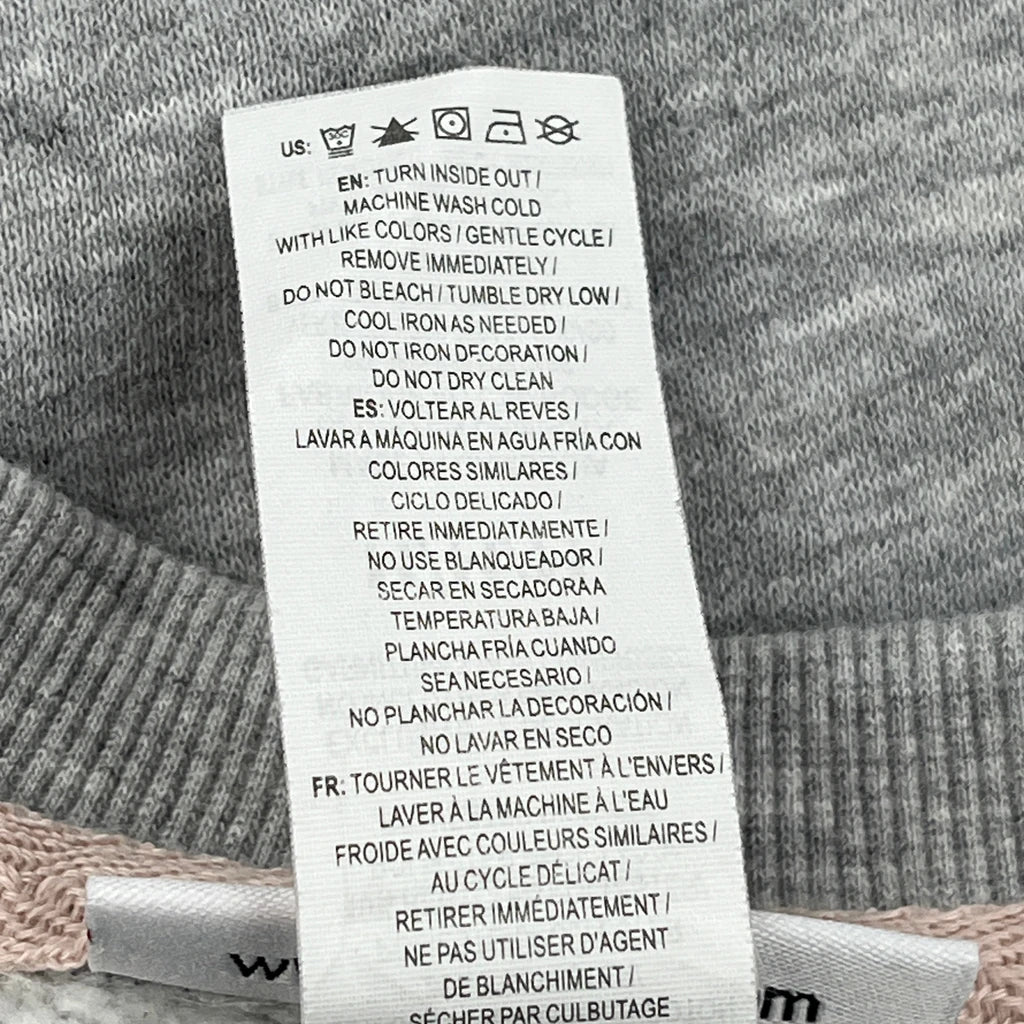 US: 30C
EN: TURN INSIDE OUT /
MACHINE WASH COLD
WITH LIKE COLORS / GENTLE CYCLE /
REMOVE IMMEDIATELY /
DO NOT BLEACH / TUMBLE DRY LOW /
COOL IRON AS NEEDED /
DO NOT IRON DECORATION /
DO NOT DRY CLEAN
ES: VOLTEAR AL REVES /
LAVAR A MÁQUINA EN AGUA FRÍA CON
COLORES SIMILARES /
CICLO DELICADO /
RETIRE INMEDIATAMENTE /
NO USE BLANQUEADOR /
SECAR EN SECADORA A
TEMPERATURA BAJA /
PLANCHA FRÍA CUANDO
SEA NECESARIO /
NO PLANCHAR LA DECORACIÓN /
NO LAVAR EN SECO
FR: TOURNER LE VÊTEMENT À L'ENVERS /
LAVER À LA MACHINE À L'EAU
FROIDE AVEC COULEURS SIMILAIRES /
AU CYCLE DÉLICAT /
RETIRER IMMÉDIATEMENT /
NE PAS UTILISER D'AGENT
DE BLANCHIMENT /
SÉCHER PAR CULBUTAGE